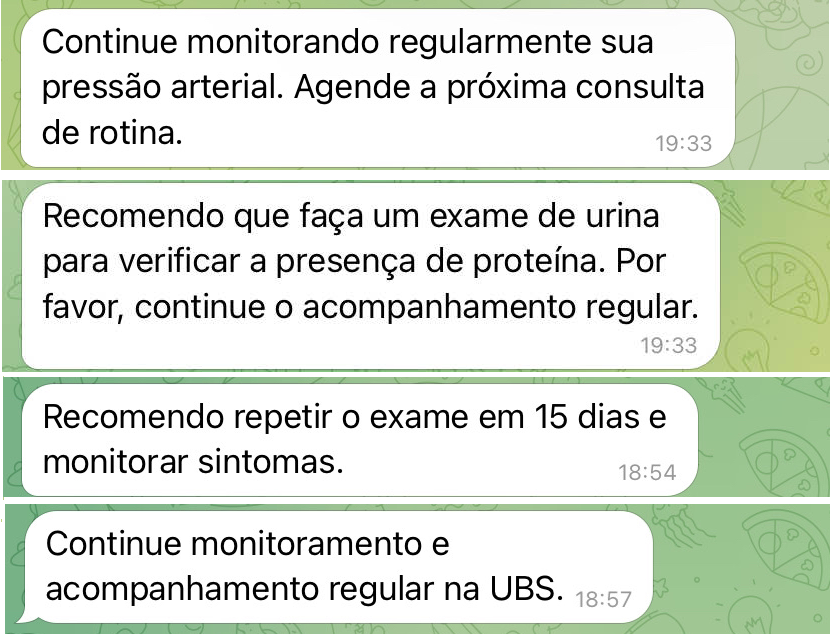 Continue monitorando regularmente sua
pressão arterial. Agende a próxima consulta
de rotina.
19:33
Recomendo que faça um exame de urina
para verificar a presença de proteína. Por
favor, continue o acompanhamento regular.
19:33
Recomendo repetir o exame em 15 dias e
monitorar sintomas.
18:54
Continue monitoramento e
acompanhamento regular na UBS.
18:57